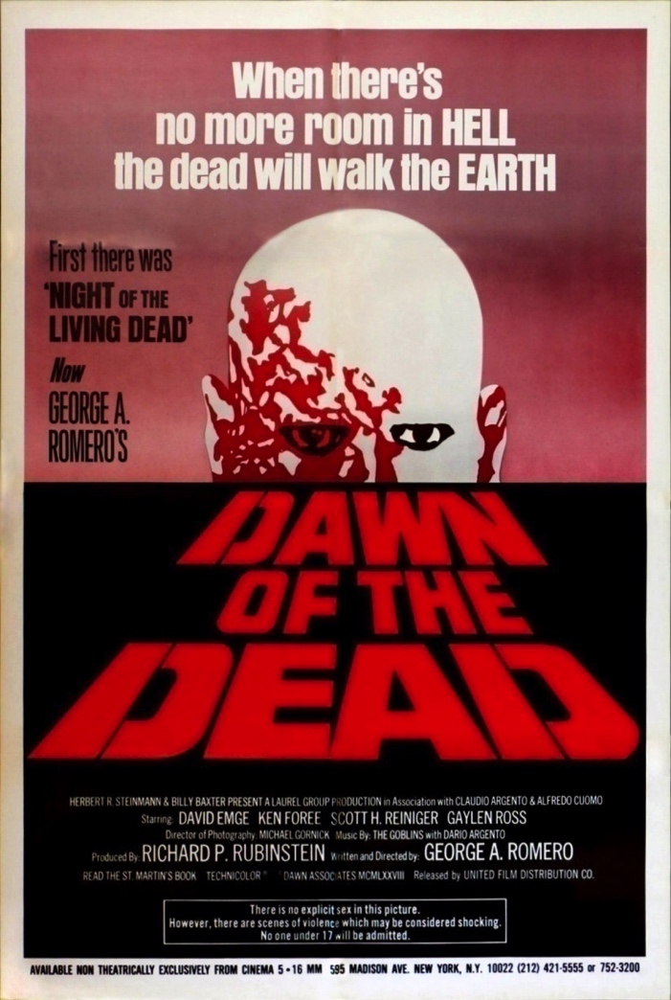 When there's
no more room in HELL
the dead will walk the EARTH
First there was
'NIGHT OF THE
LIVING DEAD'
Now
GEORGE A.
ROMERO'S
DAWN
OF THE
DEAD
HERBERT R. STEINMANN & BILLY BAXTER PRESENT A LAUREL GROUP PRODUCTION in Association with CLAUDIO ARGENTO & ALFREDO CUOMO
Starring: DAVID EMGE KEN FOREE SCOTT H. REINIGER GAYLEN ROSS
Director of Photography: MICHAEL GORNICK Music By: THE GOBLINS with DARIO ARGENTO
Produced By: RICHARD P. RUBINSTEIN Written and Directed by: GEORGE A. ROMERO
READ THE ST. MARTIN'S BOOK TECHNICOLOR® ©DAWN ASSOCIATES MCMLXXVIII Released by UNITED FILM DISTRIBUTION CO.
There is no explicit sex in this picture.
However, there are scenes of violence which may be considered shocking.
No one under 17 will be admitted.
AVAILABLE NON THEATRICALLY EXCLUSIVELY FROM CINEMA 5 • 16 MM 595 MADISON AVE. NEW YORK, N.Y. 10022 (212) 421-5555 or 752-3200